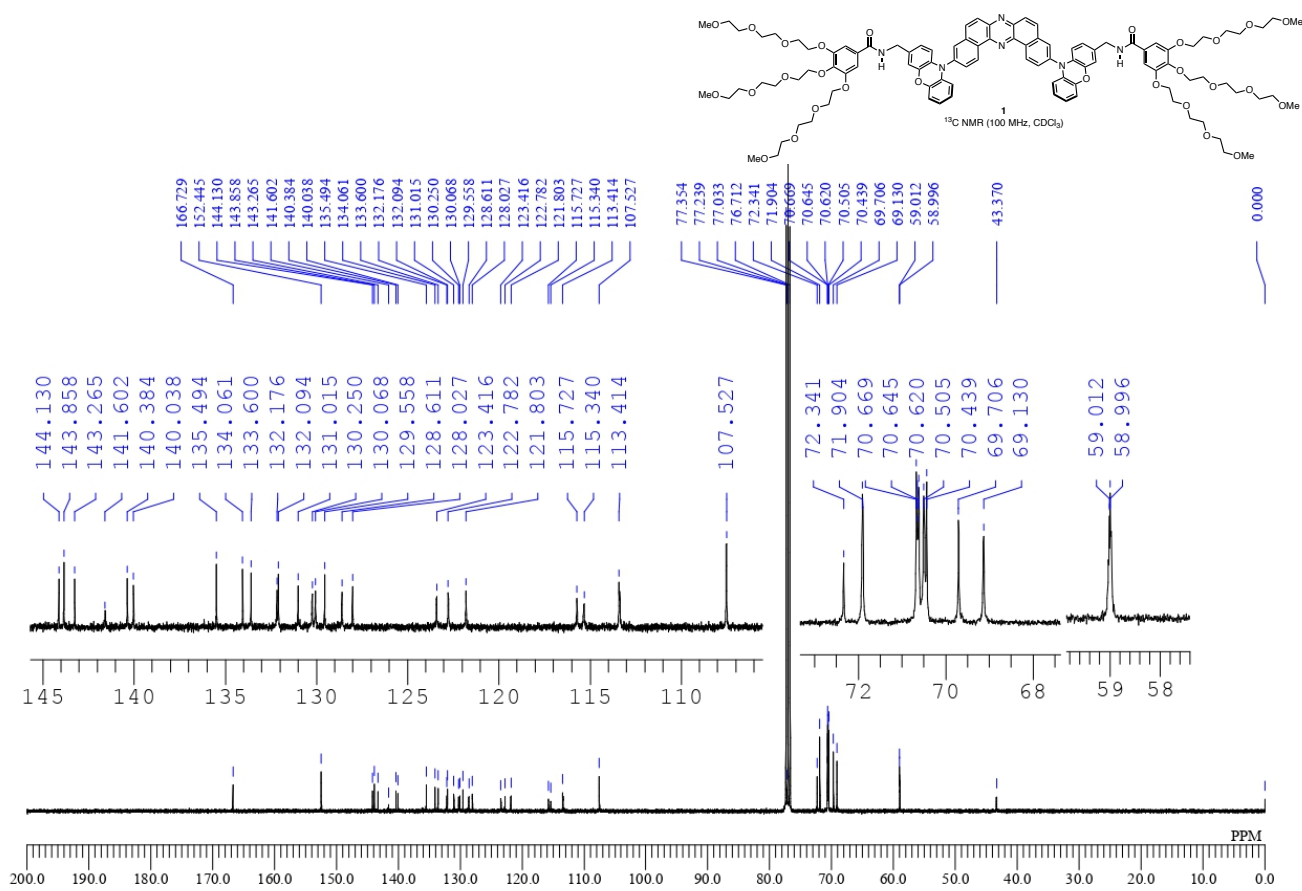 MeO O O O O N H N O N N N O N H O O O O OMe
MeO O O O O O O O O OMe
MeO O O O O O OMe
1
13C NMR (100 MHz, CDCl3)
166.729 152.445 144.130 143.858 143.265 141.602 140.384 140.038 135.494 134.061 133.600 132.176 132.094 131.015 130.250 130.068 129.558 128.611 128.027 123.416 122.782 121.803 115.727 115.340 113.414 107.527 77.354 77.239 77.033 76.712 72.341 71.904 70.669 70.645 70.620 70.505 70.439 69.706 69.130 59.012 58.996 43.370 0.000
144.130 143.858 143.265 141.602 140.384 140.038 135.494 134.061 133.600 132.176 132.094 131.015 130.250 130.068 129.558 128.611 128.027 123.416 122.782 121.803 115.727 115.340 113.414 107.527 72.341 71.904 70.669 70.645 70.620 70.505 70.439 69.706 69.130 59.012 58.996
145 140 135 130 125 120 115 110 72 70 68 59 58
PPM
200.0 190.0 180.0 170.0 160.0 150.0 140.0 130.0 120.0 110.0 100.0 90.0 80.0 70.0 60.0 50.0 40.0 30.0 20.0 10.0 0.0